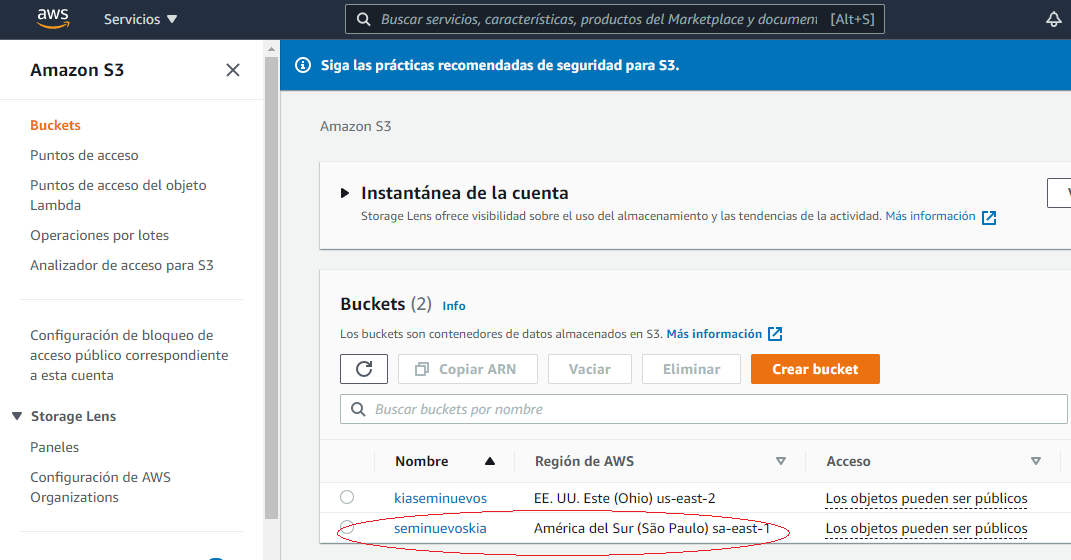 aws
Servicios
Buscar servicios, características, productos del Marketplace y document [Alt+S]
Amazon S3
Siga las prácticas recomendadas de seguridad para S3.
Buckets
Puntos de acceso
Puntos de acceso del objeto
Lambda
Operaciones por lotes
Analizador de acceso para S3
Configuración de bloqueo de
acceso público correspondiente
a esta cuenta
Storage Lens
Paneles
Configuración de AWS
Organizations
Amazon S3
Instantánea de la cuenta
Storage Lens ofrece visibilidad sobre el uso del almacenamiento y las tendencias de la actividad. Más información
Buckets (2) Info
Los buckets son contenedores de datos almacenados en S3. Más información
Copiar ARN Vaciar Eliminar Crear bucket
Buscar buckets por nombre
Nombre Región de AWS Acceso
kiaseminuevos EE. UU. Este (Ohio) us-east-2 Los objetos pueden ser públicos
seminuevoskia América del Sur (São Paulo) sa-east-1 Los objetos pueden ser públicos